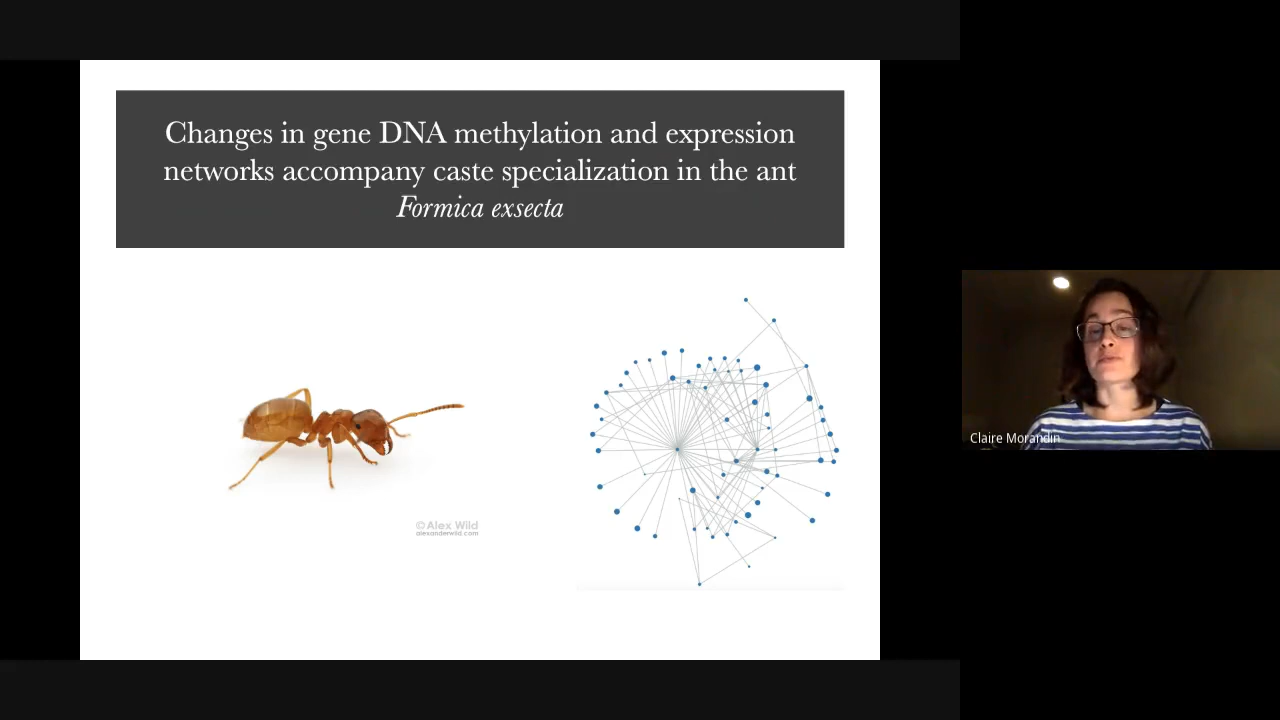 Changes in gene DNA methylation and expression
networks accompany caste specialization in the ant
Formica exsecta
©Alex Wild
alexanderwild.com
Claire Morandin